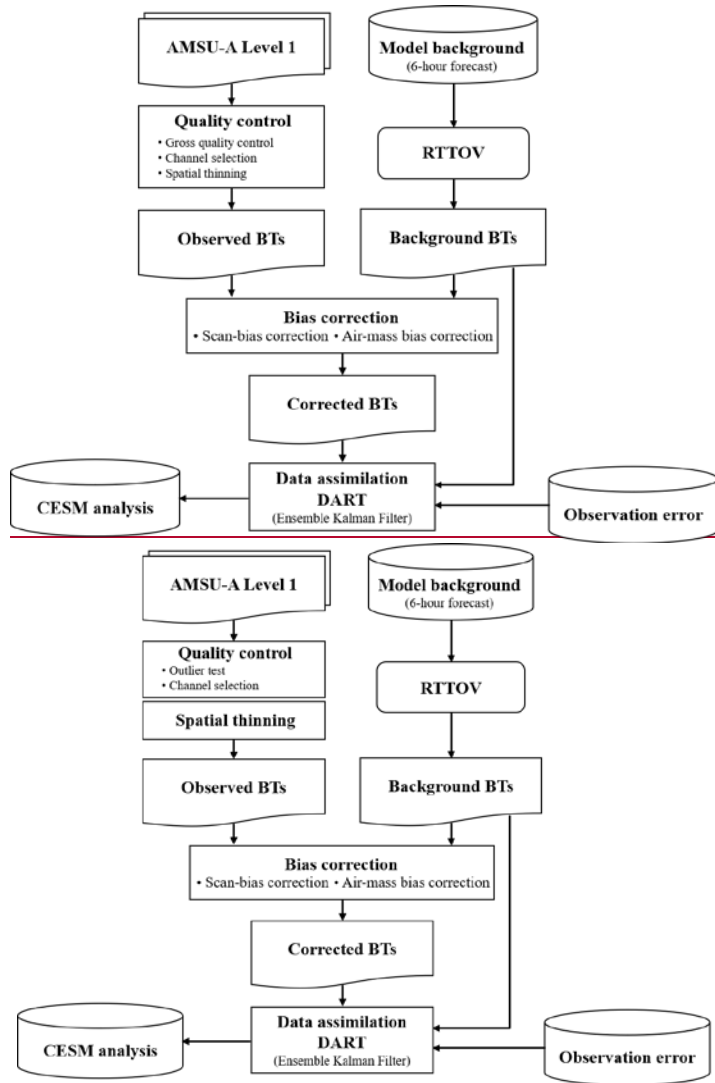 AMSU-A Level 1
Model background
(6-hour forecast)
Quality control
• Gross quality control
• Channel selection
• Spatial thinning
RTTOV
Observed BTs
Background BTs
Bias correction
• Scan-bias correction • Air-mass bias correction
Corrected BTs
Data assimilation
DART
(Ensemble Kalman Filter)
CESM analysis
Observation error
AMSU-A Level 1
Model background
(6-hour forecast)
Quality control
• Outlier test
• Channel selection
RTTOV
Spatial thinning
Observed BTs
Background BTs
Bias correction
• Scan-bias correction • Air-mass bias correction
Corrected BTs
Data assimilation
DART
(Ensemble Kalman Filter)
CESM analysis
Observation error